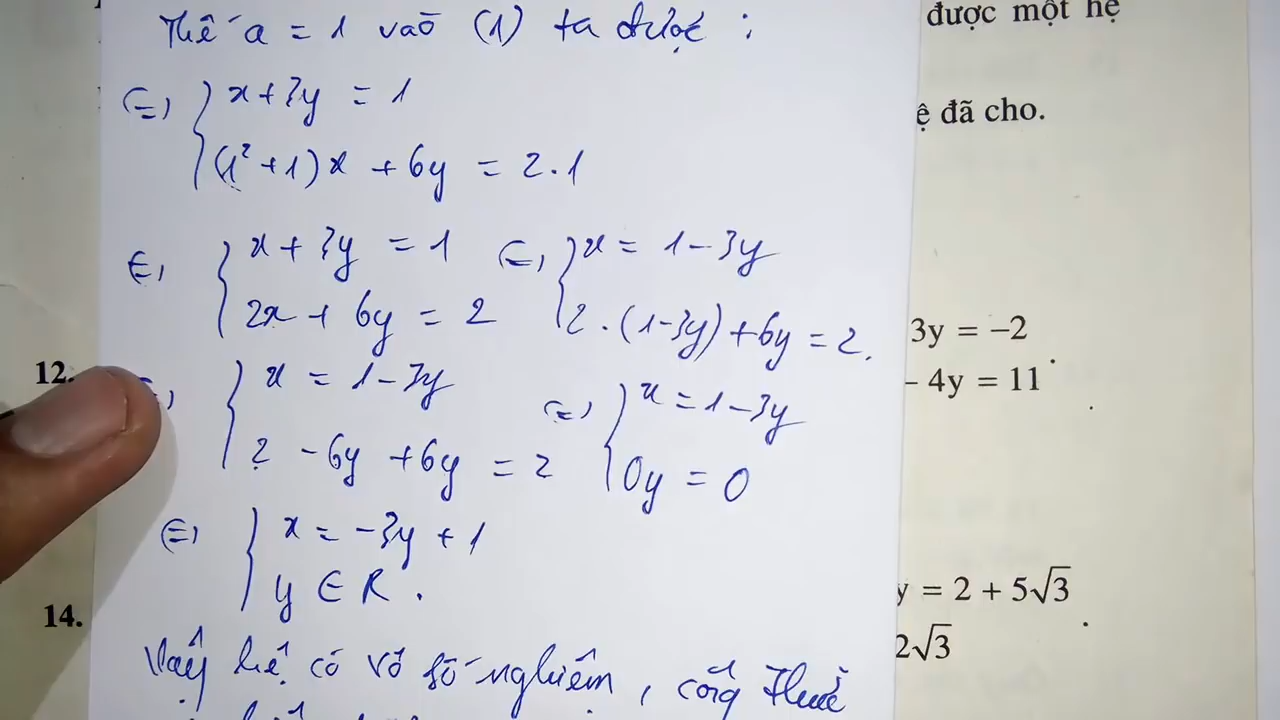 Thế a = 1 vào (1) ta được :
được một hệ
(=) { x + 3y = 1
(1² + 1)x + 6y = 2.1
ệ đã cho.
(=) { x + 3y = 1 (=) { x = 1 - 3y
2x + 6y = 2 2.(1-3y) + 6y = 2.
3y = –2
12.
– 4y = 11
{ x = 1 - 3y (=) { x = 1 - 3y
2 - 6y + 6y = 2 0y = 0
(=) { x = -3y + 1
y ∈ R .
y = 2 + 5√3
14.
2√3
Vậy hệ có vô số nghiệm, công thức